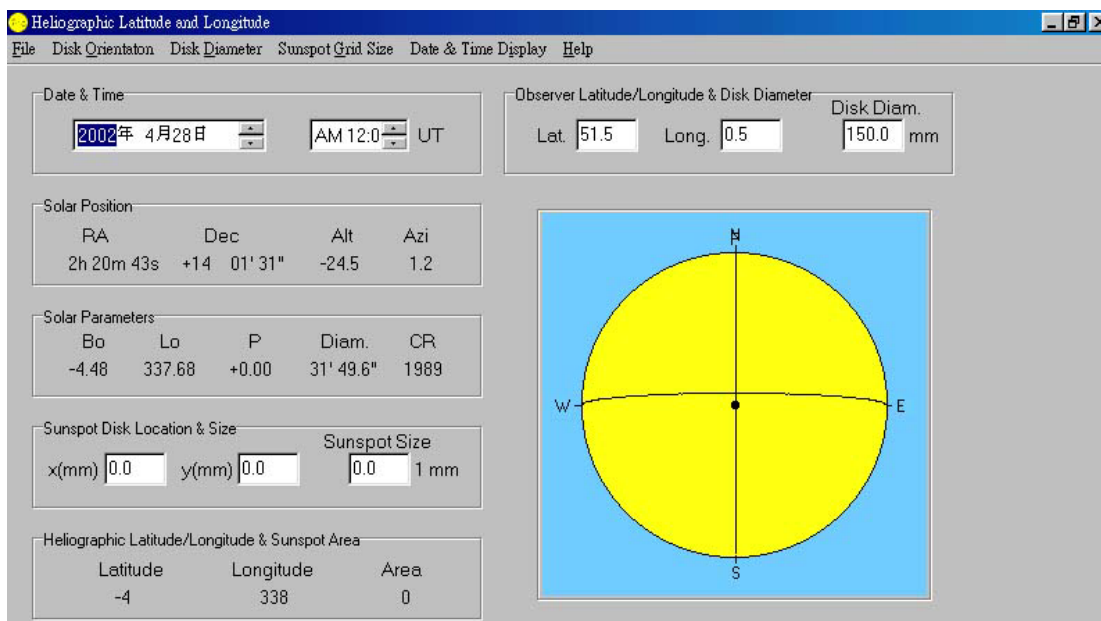 Heliographic Latitude and Longitude
File Disk Orientaton Disk Diameter Sunspot Grid Size Date & Time Display Help
Date & Time
2002年 4月28日 AM 12:0 UT
Observer Latitude/Longitude & Disk Diameter
Disk Diam.
Lat. 51.5 Long. 0.5 150.0 mm
Solar Position
RA Dec Alt Azi
2h 20m 43s +14 01' 31" -24.5 1.2
Solar Parameters
Bo Lo P Diam. CR
-4.48 337.68 +0.00 31' 49.6" 1989
Sunspot Disk Location & Size
Sunspot Size
x(mm) 0.0 y(mm) 0.0 0.0 1 mm
Heliographic Latitude/Longitude & Sunspot Area
Latitude Longitude Area
-4 338 0
N
W E
S